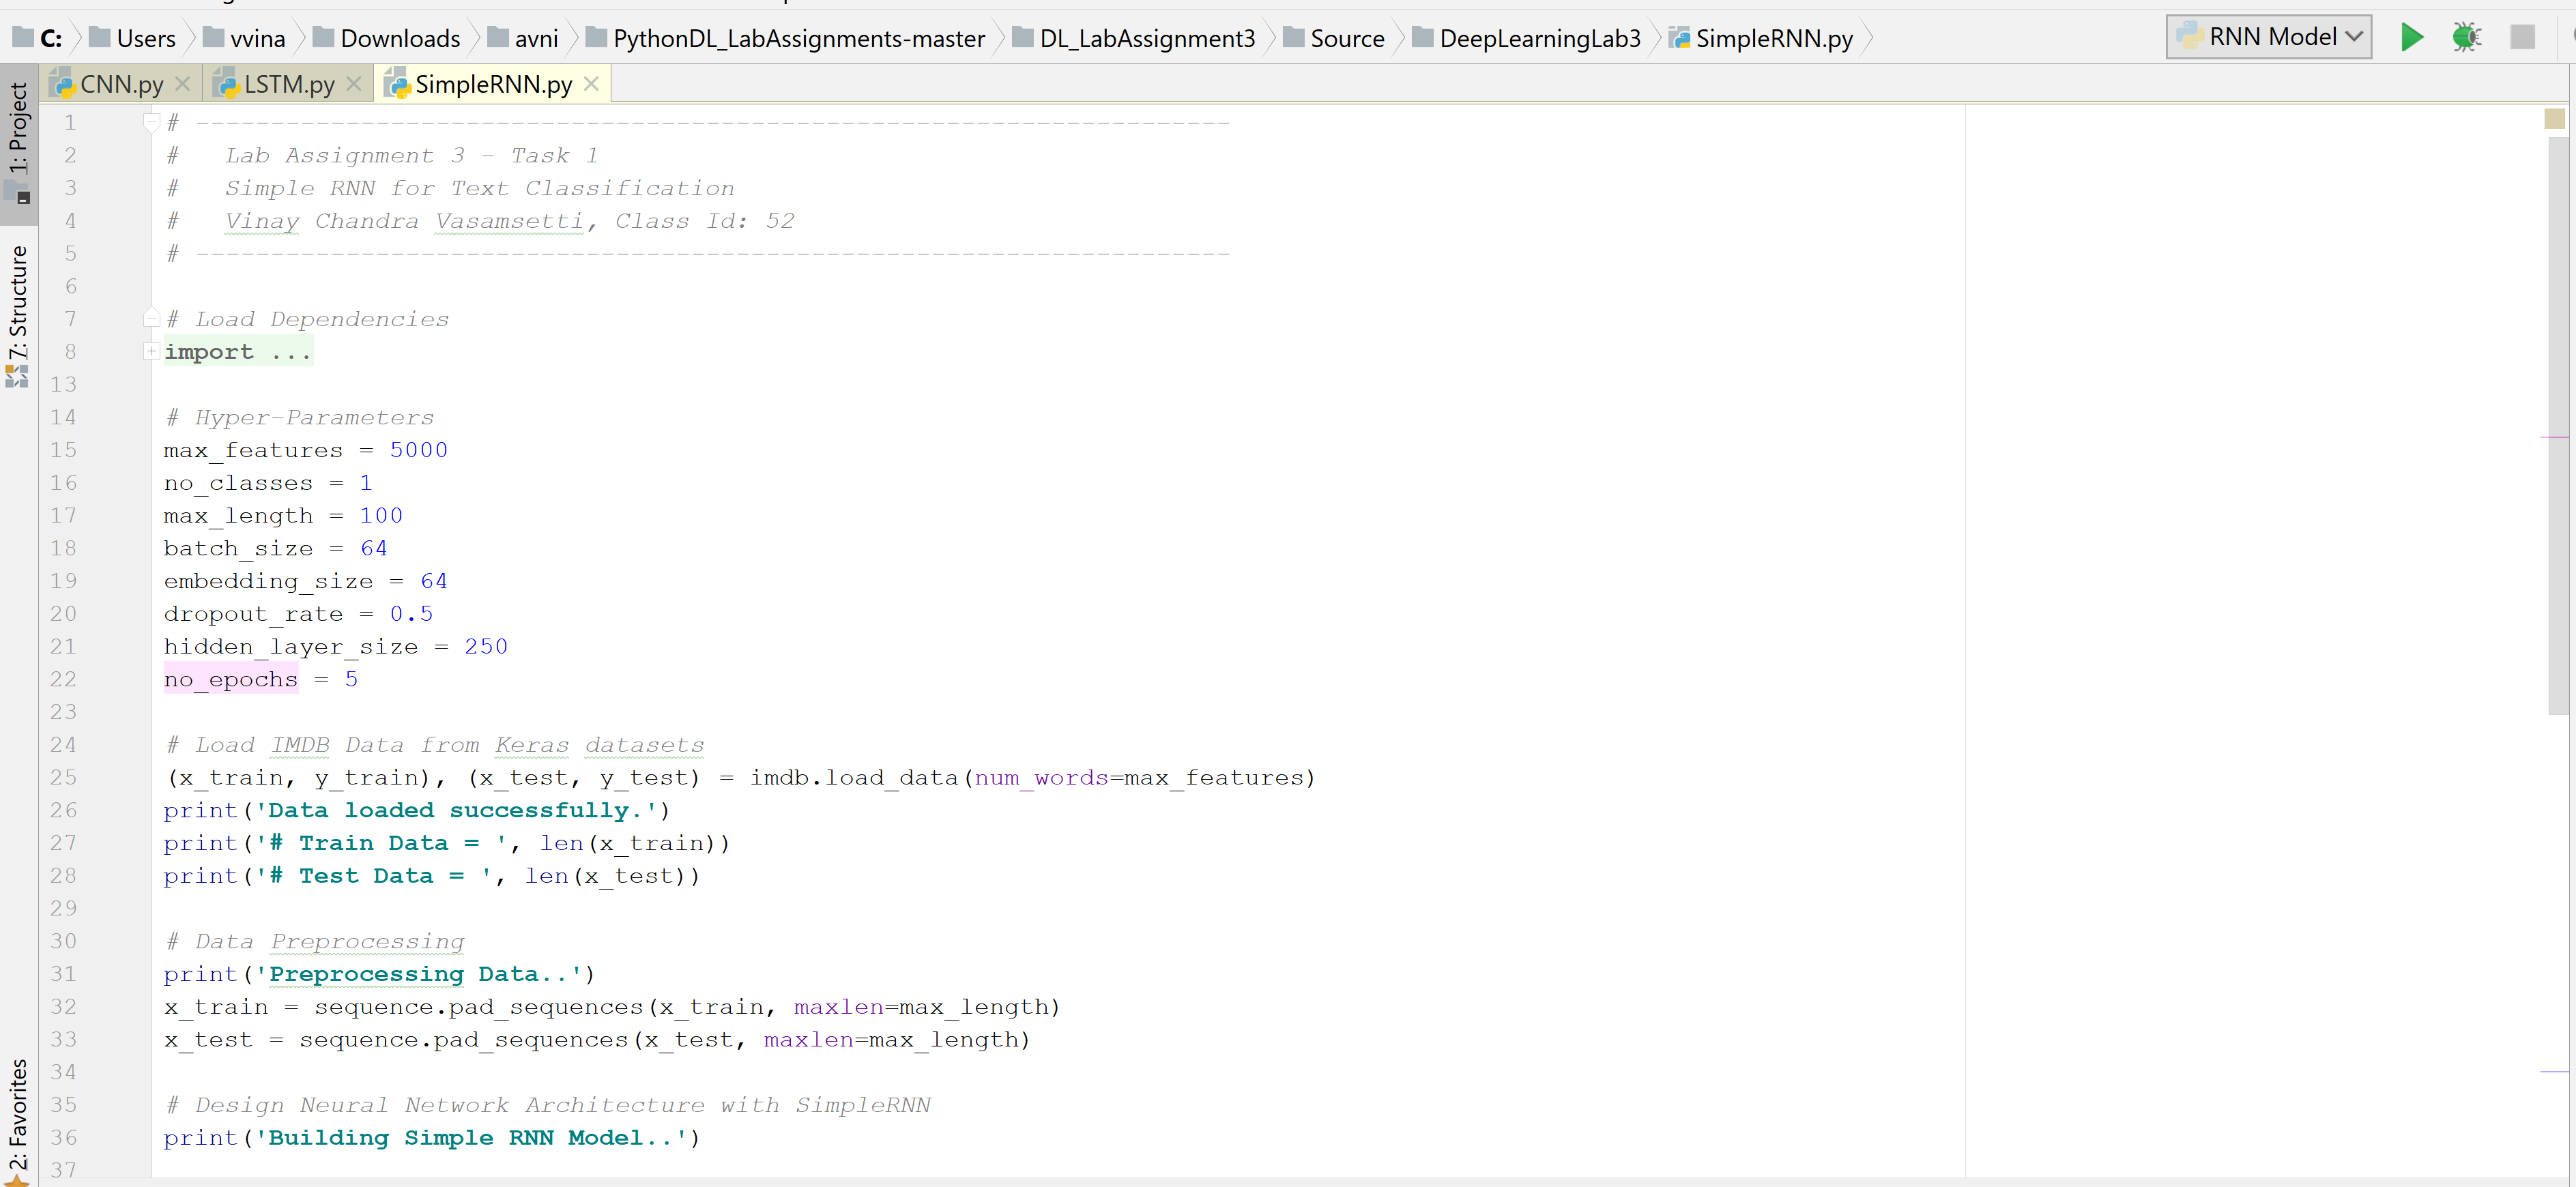 C: Users vvina Downloads avni PythonDL_LabAssignments-master DL_LabAssignment3 Source DeepLearningLab3 SimpleRNN.py RNN Model
CNN.py LSTM.py SimpleRNN.py
1: Project
7: Structure
2: Favorites
1 # ---------------------------------------------------------------------
2 # Lab Assignment 3 - Task 1
3 # Simple RNN for Text Classification
4 # Vinay Chandra Vasamsetti, Class Id: 52
5 # ---------------------------------------------------------------------
6
7 # Load Dependencies
8 import ...
13
14 # Hyper-Parameters
15 max_features = 5000
16 no_classes = 1
17 max_length = 100
18 batch_size = 64
19 embedding_size = 64
20 dropout_rate = 0.5
21 hidden_layer_size = 250
22 no_epochs = 5
23
24 # Load IMDB Data from Keras datasets
25 (x_train, y_train), (x_test, y_test) = imdb.load_data(num_words=max_features)
26 print('Data loaded successfully.')
27 print('# Train Data = ', len(x_train))
28 print('# Test Data = ', len(x_test))
29
30 # Data Preprocessing
31 print('Preprocessing Data..')
32 x_train = sequence.pad_sequences(x_train, maxlen=max_length)
33 x_test = sequence.pad_sequences(x_test, maxlen=max_length)
34
35 # Design Neural Network Architecture with SimpleRNN
36 print('Building Simple RNN Model..')
37